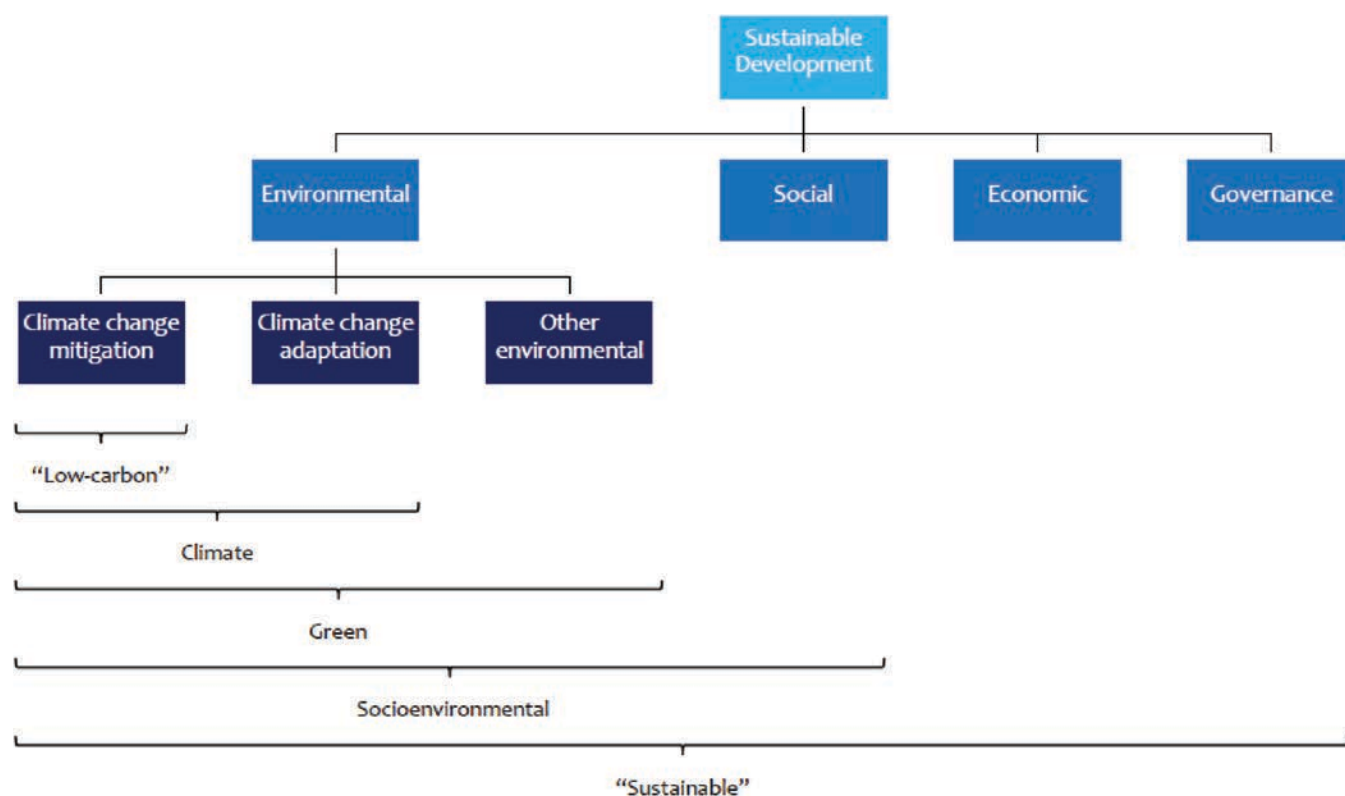 Sustainable
Development
Environmental
Social
Economic
Governance
Climate change
mitigation
Climate change
adaptation
Other
environmental
“Low-carbon”
Climate
Green
Socioenvironmental
“Sustainable”